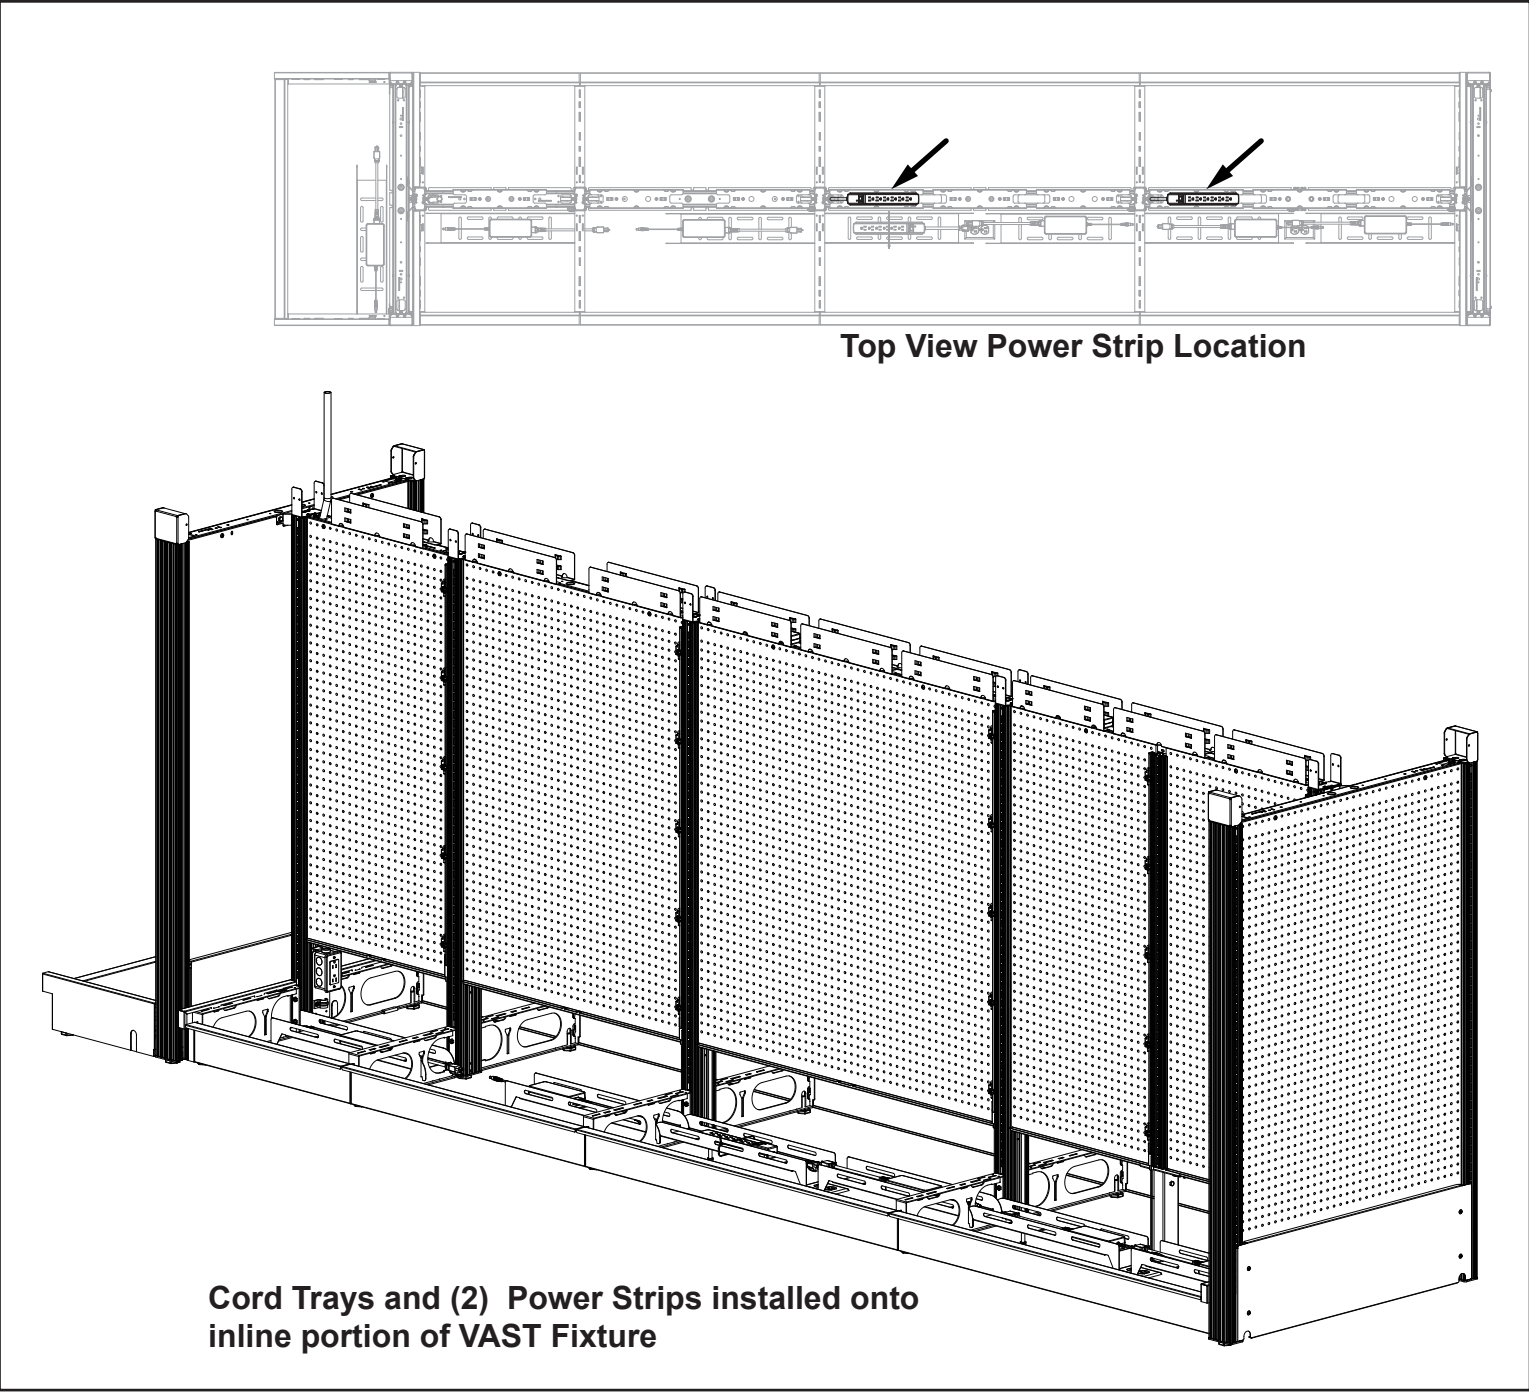 Top View Power Strip Location
Cord Trays and (2) Power Strips installed onto
inline portion of VAST Fixture